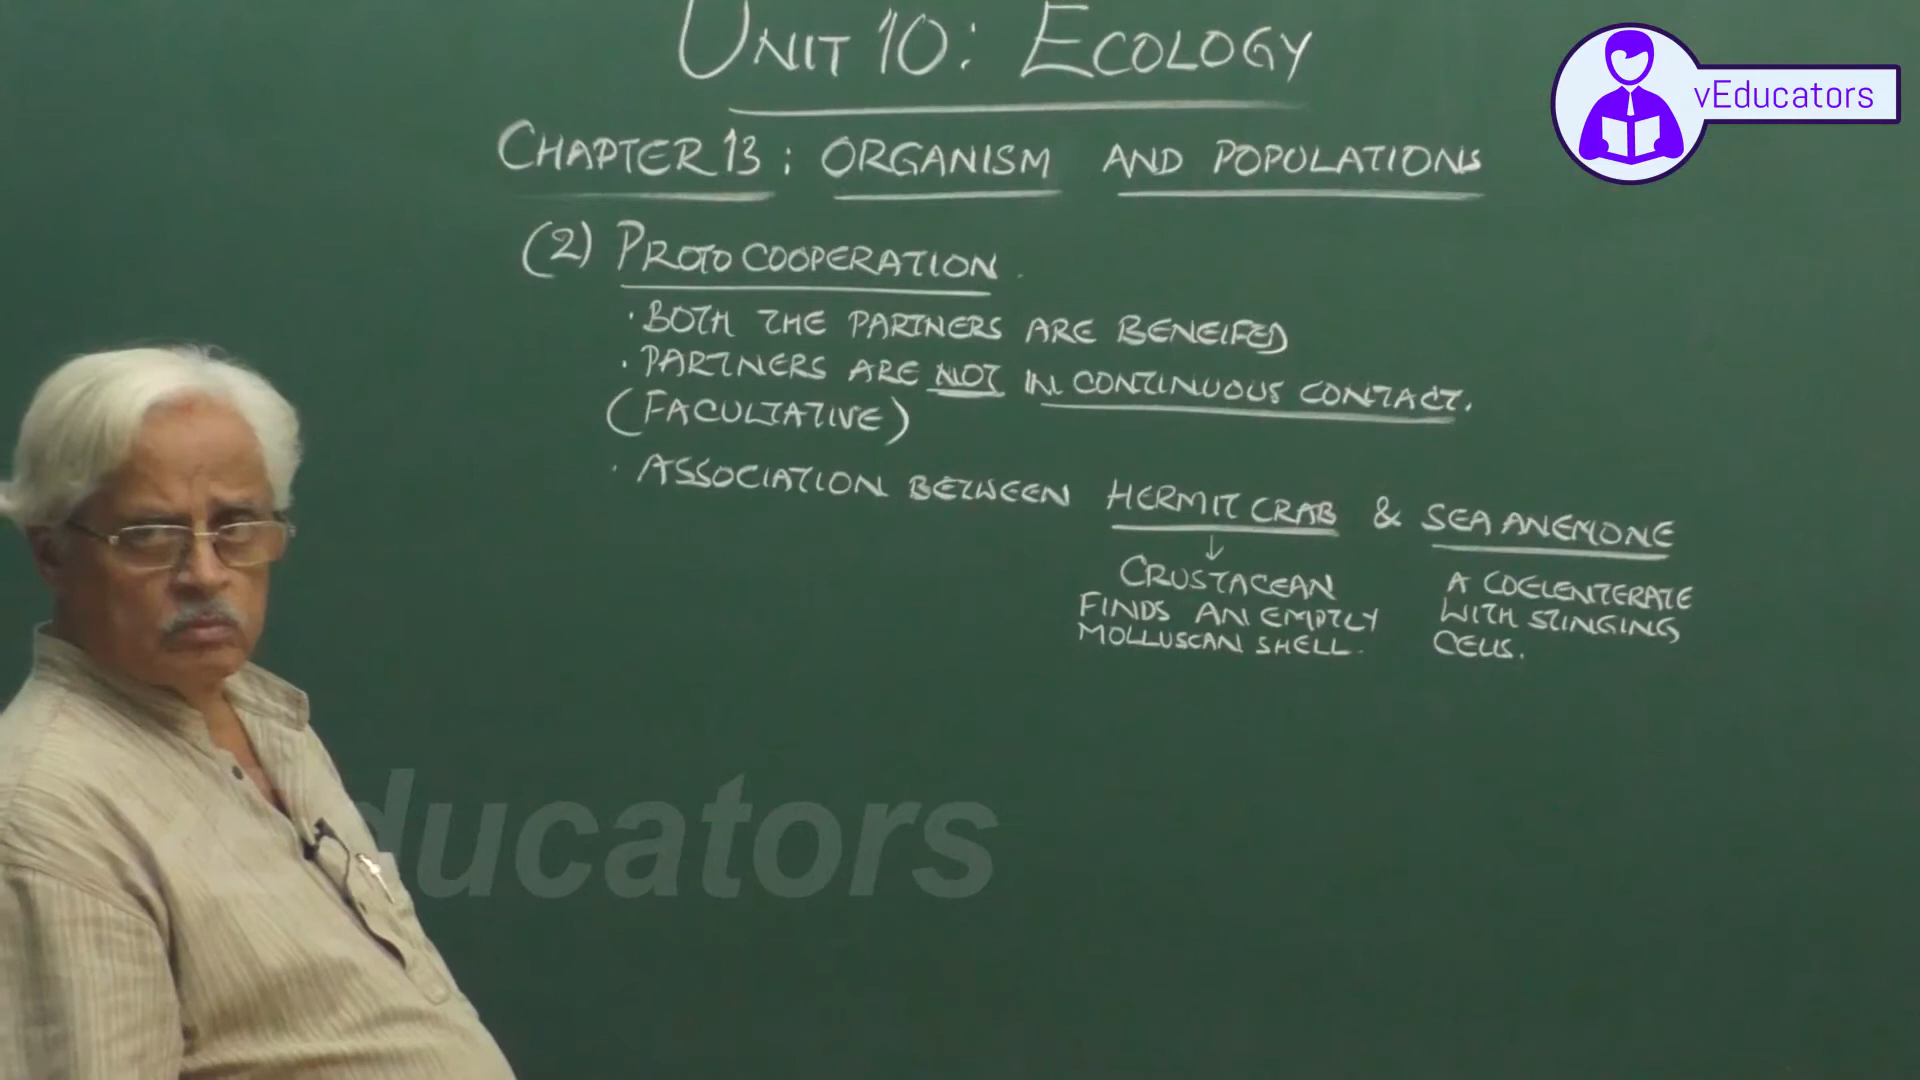 UNIT 10: ECOLOGY
vEducators
CHAPTER 13: ORGANISM AND POPULATIONS
(2) PROTOCOOPERATION.
· BOTH THE PARTNERS ARE BENEIFED
· PARTNERS ARE NOT IN CONTINUOUS CONTACT.
(FACULTATIVE)
· ASSOCIATION BETWEEN HERMIT CRAB & SEA ANEMONE
↓
CRUSTACEAN
FINDS AN EMPTY
MOLLUSCAN SHELL.
A COELENTERATE
WITH STINGING
CELLS.
ducators